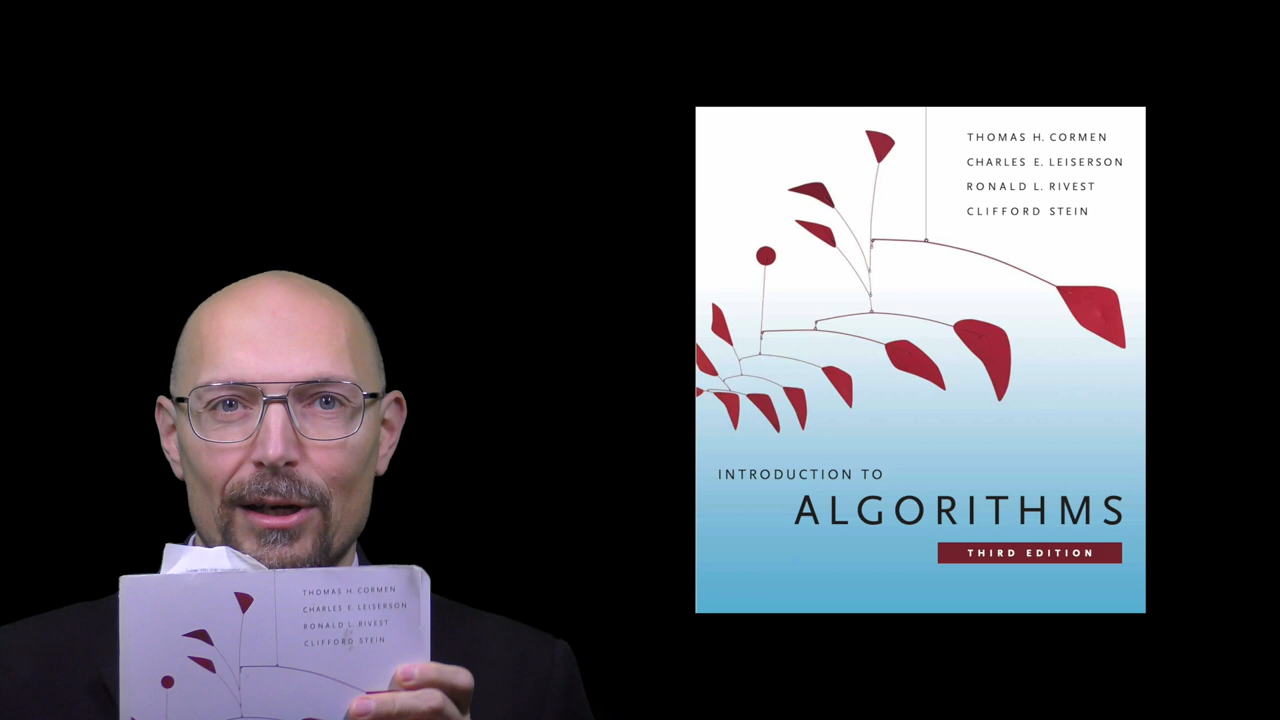 THOMAS H. CORMEN
CHARLES E. LEISERSON
RONALD L. RIVEST
CLIFFORD STEIN
INTRODUCTION TO
ALGORITHMS
THIRD EDITION
THOMAS H. CORMEN
CHARLES E. LEISERSON
RONALD L. RIVEST
CLIFFORD STEIN